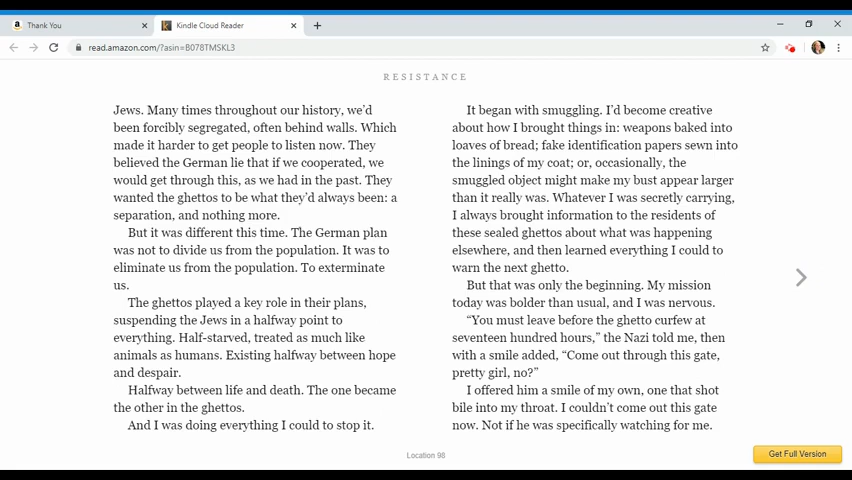 Thank You
Kindle Cloud Reader
read.amazon.com/?asin=B078TMSKL3
RESISTANCE
Jews. Many times throughout our history, we'd
been forcibly segregated, often behind walls. Which
made it harder to get people to listen now. They
believed the German lie that if we cooperated, we
would get through this, as we had in the past. They
wanted the ghettos to be what they'd always been: a
separation, and nothing more.
But it was different this time. The German plan
was not to divide us from the population. It was to
eliminate us from the population. To exterminate
us.
The ghettos played a key role in their plans,
suspending the Jews in a halfway point to
everything. Half-starved, treated as much like
animals as humans. Existing halfway between hope
and despair.
Halfway between life and death. The one became
the other in the ghettos.
And I was doing everything I could to stop it.
It began with smuggling. I'd become creative
about how I brought things in: weapons baked into
loaves of bread; fake identification papers sewn into
the linings of my coat; or, occasionally, the
smuggled object might make my bust appear larger
than it really was. Whatever I was secretly carrying,
I always brought information to the residents of
these sealed ghettos about what was happening
elsewhere, and then learned everything I could to
warn the next ghetto.
But that was only the beginning. My mission
today was bolder than usual, and I was nervous.
“You must leave before the ghetto curfew at
seventeen hundred hours,” the Nazi told me, then
with a smile added, “Come out through this gate,
pretty girl, no?”
I offered him a smile of my own, one that shot
bile into my throat. I couldn't come out this gate
now. Not if he was specifically watching for me.
Location 98
Get Full Version